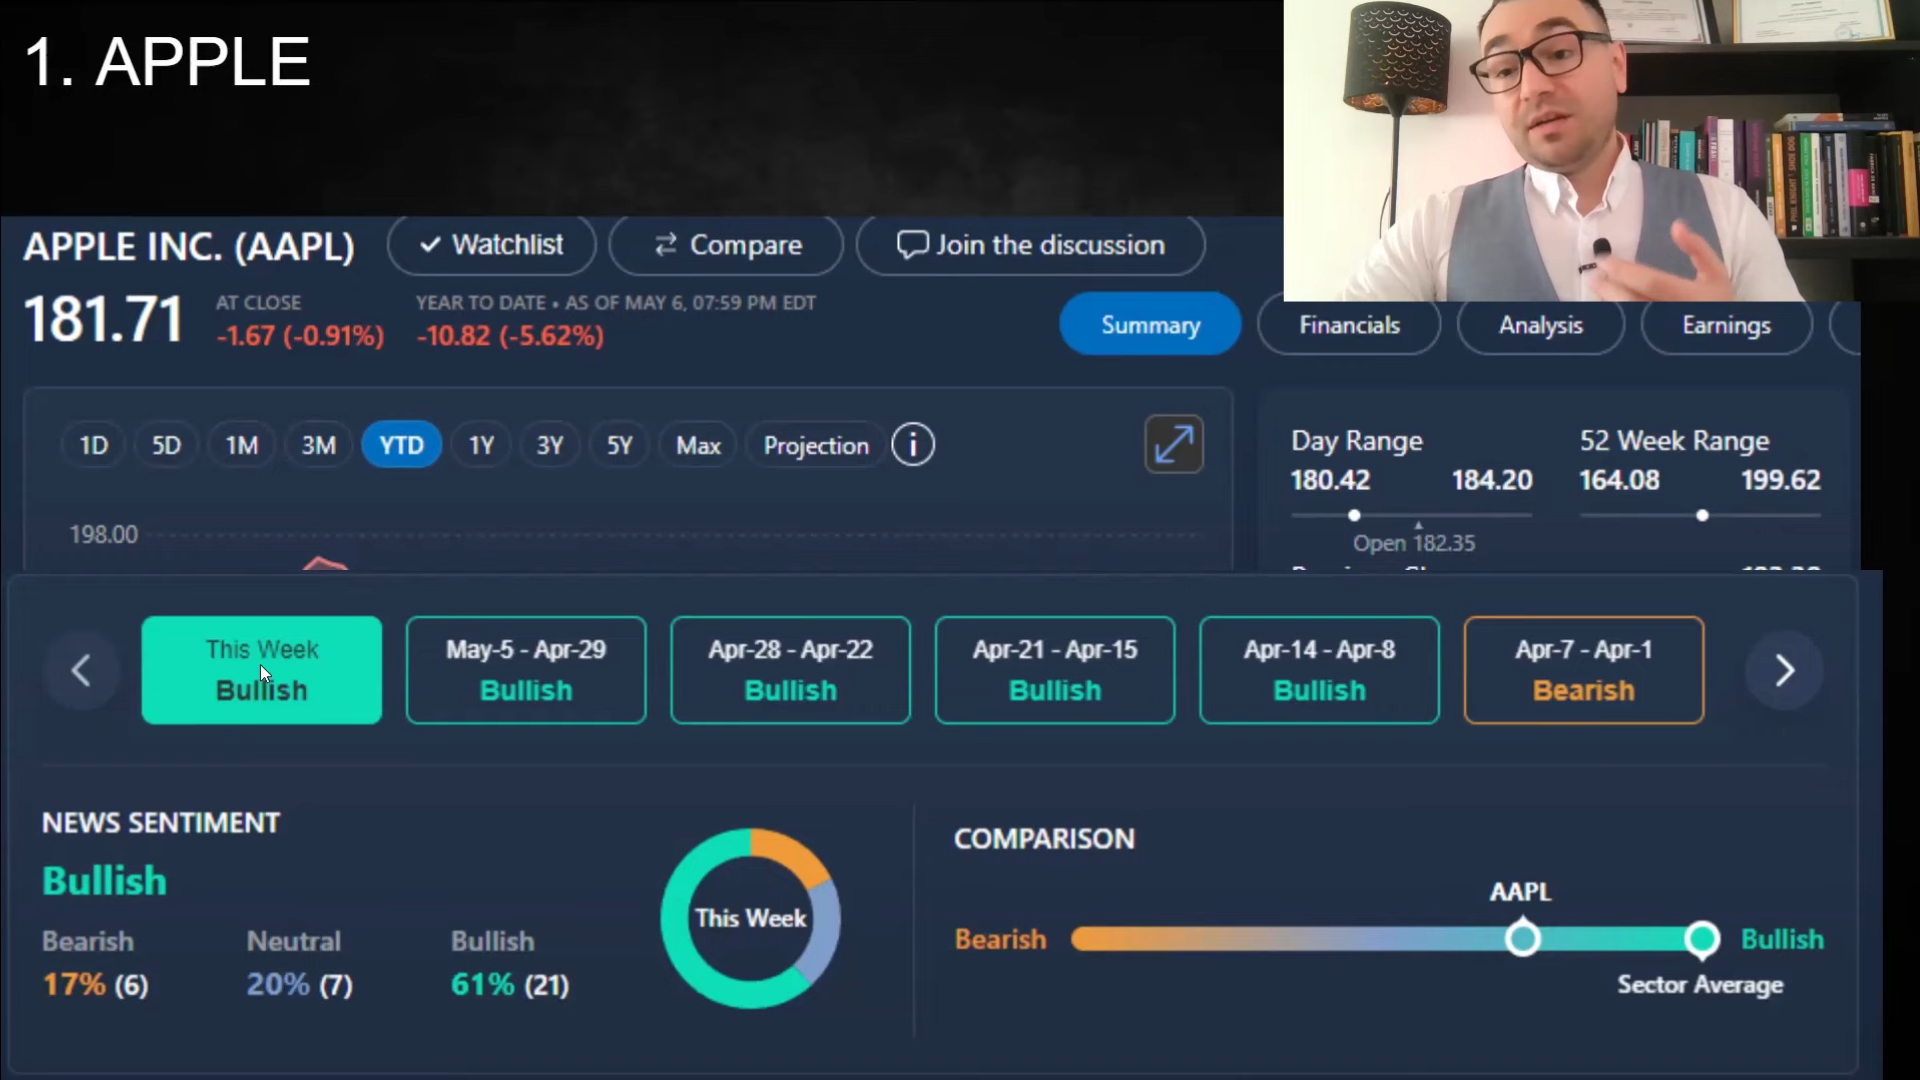 1. APPLE
APPLE INC. (AAPL)
Watchlist
Compare
Join the discussion
181.71
AT CLOSE
-1.67 (-0.91%)
YEAR TO DATE • AS OF MAY 6, 07:59 PM EDT
-10.82 (-5.62%)
Summary
Financials
Analysis
Earnings
1D 5D 1M 3M YTD 1Y 3Y 5Y Max Projection
198.00
Day Range
180.42 184.20
Open 182.35
52 Week Range
164.08 199.62
This Week
Bullish
May-5 - Apr-29
Bullish
Apr-28 - Apr-22
Bullish
Apr-21 - Apr-15
Bullish
Apr-14 - Apr-8
Bullish
Apr-7 - Apr-1
Bearish
NEWS SENTIMENT
Bullish
Bearish Neutral Bullish
17% (6) 20% (7) 61% (21)
This Week
COMPARISON
AAPL
Bearish
Bullish
Sector Average